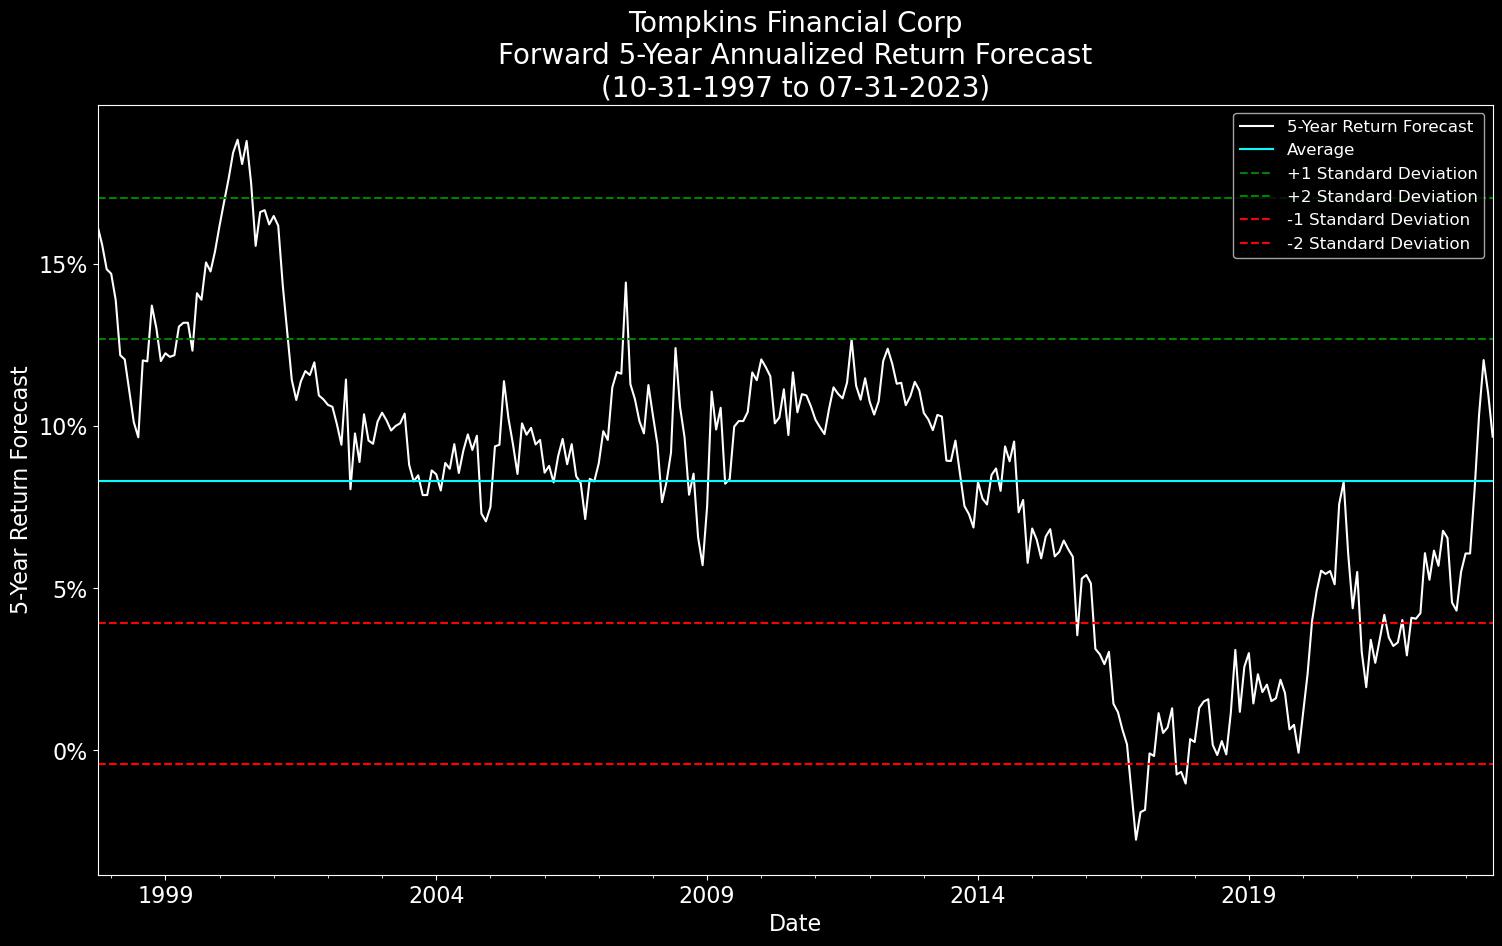 Tompkins Financial Corp
Forward 5-Year Annualized Return Forecast
(10-31-1997 to 07-31-2023)
5-Year Return Forecast
Average
+1 Standard Deviation
+2 Standard Deviation
-1 Standard Deviation
-2 Standard Deviation
15%
10%
5%
0%
5-Year Return Forecast
1999
2004
2009
2014
2019
Date